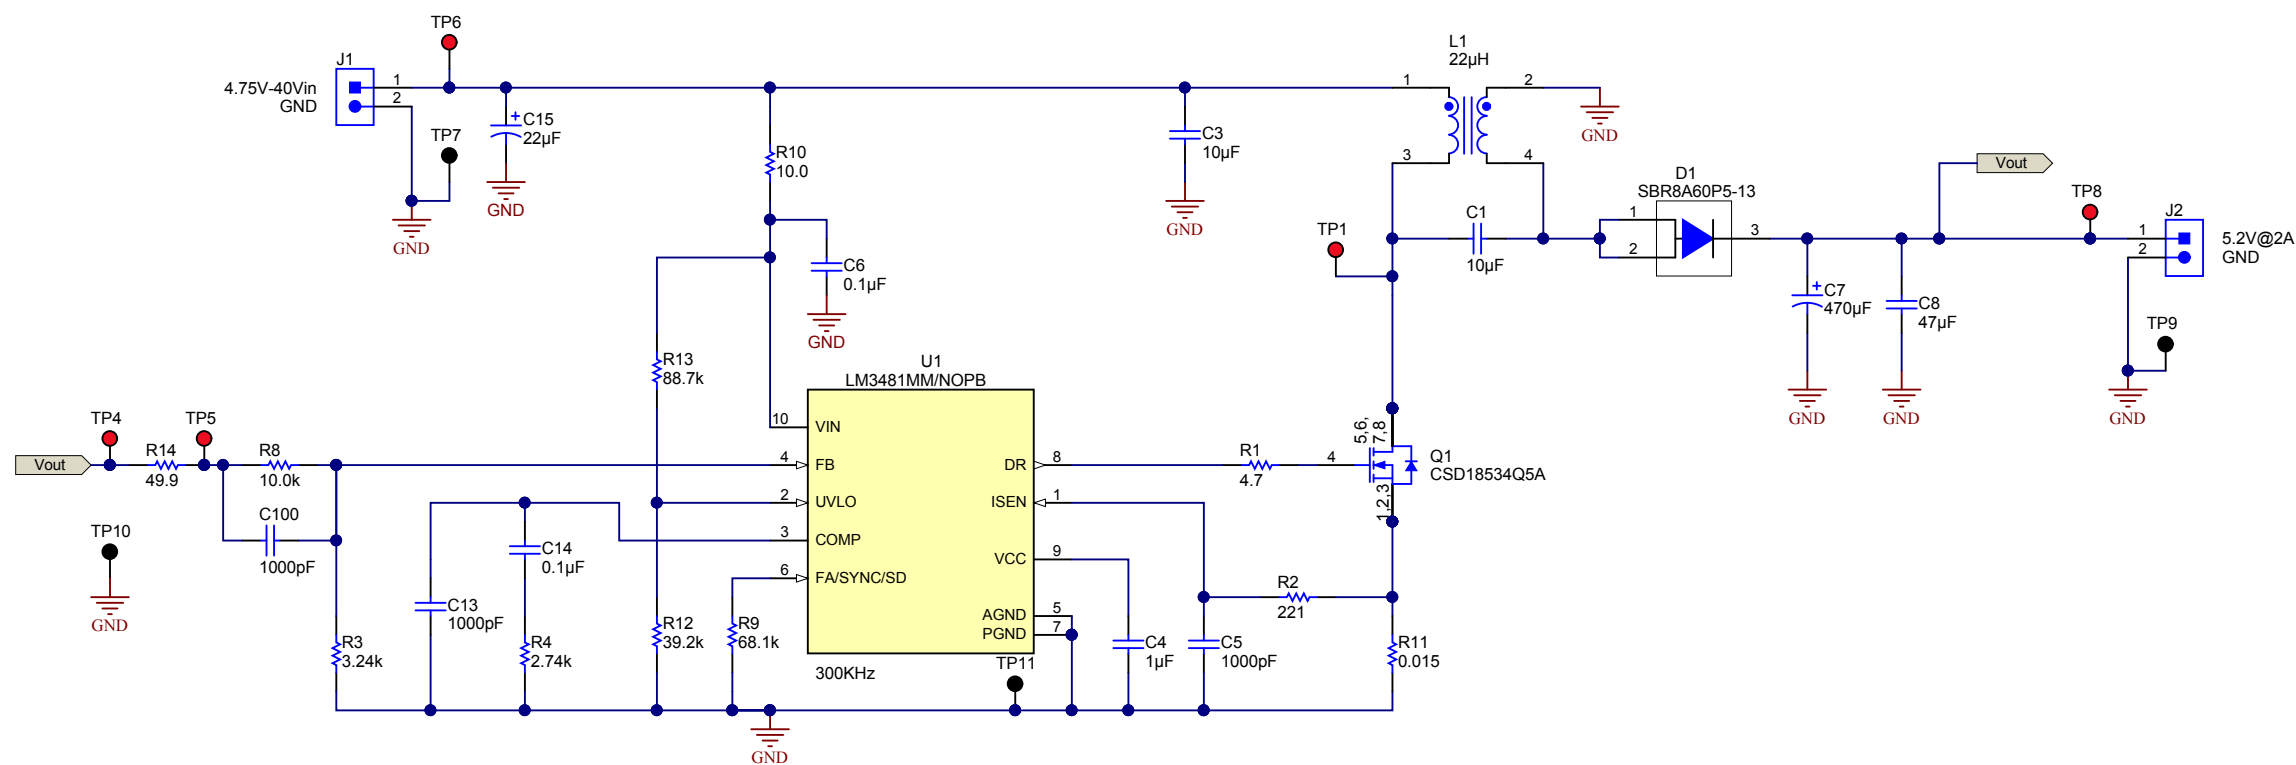 TP6
J1
4.75V-40Vin
GND
1
2
TP7
GND
C15
22µF
GND
R10
10.0
C6
0.1µF
GND
C3
10µF
GND
L1
22µH
1
2
3
4
GND
TP1
C1
10µF
D1
SBR8A60P5-13
1
2
3
Vout
TP8
J2
1
2
5.2V@2A
GND
C7
470µF
GND
C8
47µF
GND
TP9
GND
R13
88.7k
U1
LM3481MM/NOPB
10
VIN
4
FB
2
UVLO
3
COMP
6
FA/SYNC/SD
DR
8
ISEN
1
VCC
9
AGND
5
PGND
7
300KHz
TP11
TP4
TP5
Vout
R14
49.9
R8
10.0k
C100
1000pF
TP10
GND
R3
3.24k
C13
1000pF
C14
0.1µF
R4
2.74k
R12
39.2k
R9
68.1k
GND
R1
4.7
4
5,6,
7,8
1,2,3
Q1
CSD18534Q5A
R2
221
C4
1µF
C5
1000pF
R11
0.015